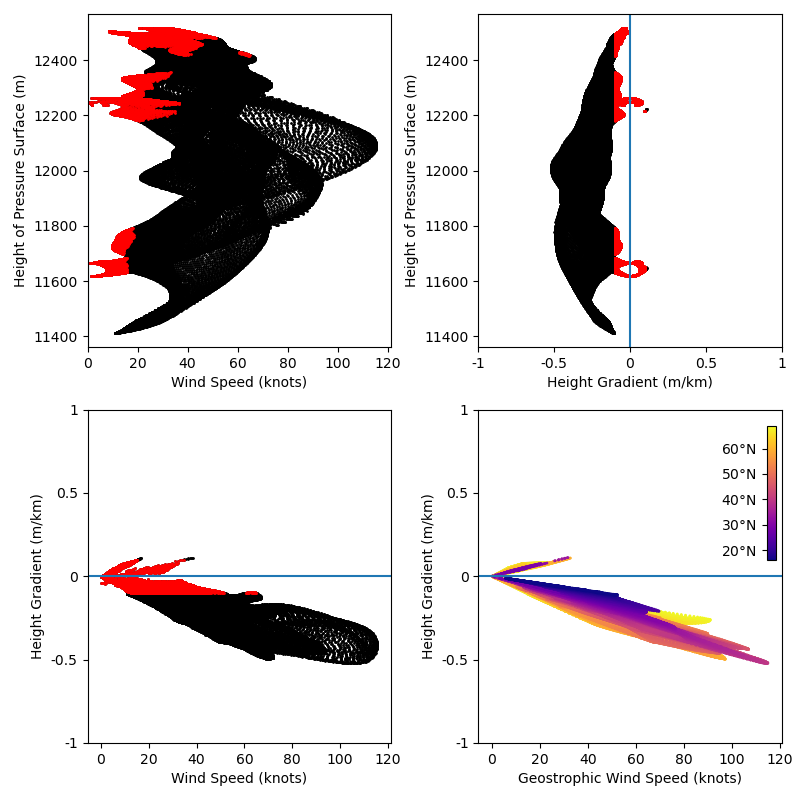 12400
12200
12000
11800
11600
11400
Height of Pressure Surface (m)
0 20 40 60 80 100 120
Wind Speed (knots)
12400
12200
12000
11800
11600
11400
Height of Pressure Surface (m)
-1 -0.5 0 0.5 1
Height Gradient (m/km)
1
0.5
0
-0.5
-1
Height Gradient (m/km)
0 20 40 60 80 100 120
Wind Speed (knots)
1
0.5
0
-0.5
-1
Height Gradient (m/km)
60°N
50°N
40°N
30°N
20°N
0 20 40 60 80 100 120
Geostrophic Wind Speed (knots)